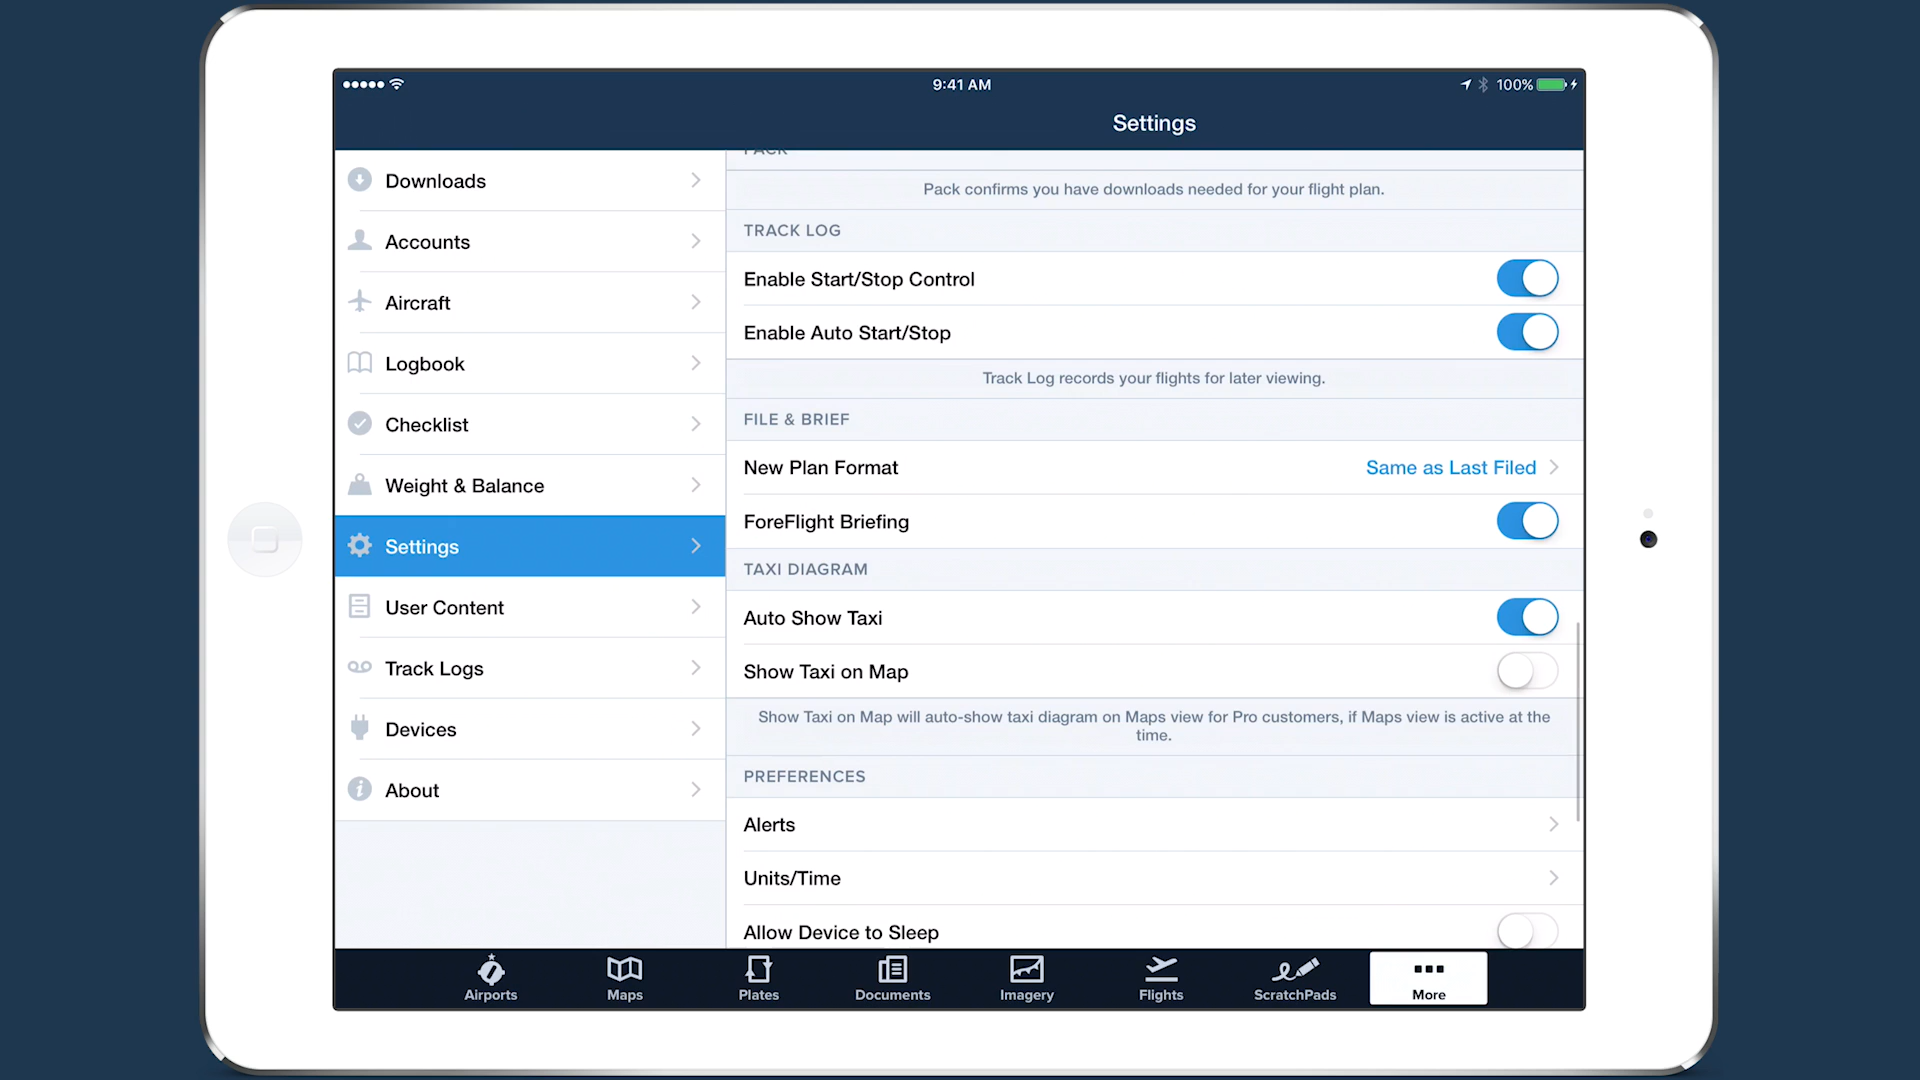 9:41 AM
100%
Settings
Downloads
Accounts
Aircraft
Logbook
Checklist
Weight & Balance
Settings
User Content
Track Logs
Devices
About
PACK
Pack confirms you have downloads needed for your flight plan.
TRACK LOG
Enable Start/Stop Control
Enable Auto Start/Stop
Track Log records your flights for later viewing.
FILE & BRIEF
New Plan Format Same as Last Filed
ForeFlight Briefing
TAXI DIAGRAM
Auto Show Taxi
Show Taxi on Map
Show Taxi on Map will auto-show taxi diagram on Maps view for Pro customers, if Maps view is active at the
time.
PREFERENCES
Alerts
Units/Time
Allow Device to Sleep
Airports
Maps
Plates
Documents
Imagery
Flights
ScratchPads
More